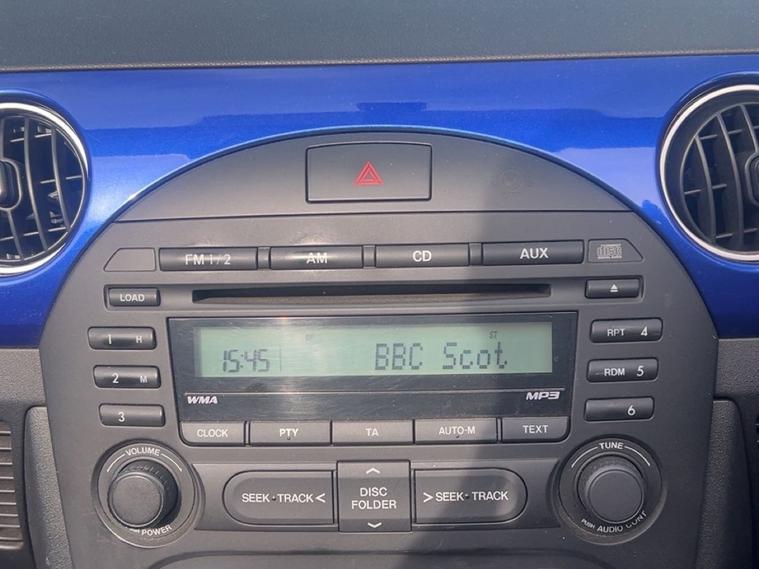 FM 1/2 AM CD AUX
LOAD
1 R
RPT 4
15:45 AF ST BBC Scot.
2 M
RDM 5
WMA MP3
3
6
CLOCK PTY TA AUTO-M TEXT
VOLUME
TUNE
SEEK·TRACK <
DISC
FOLDER
> SEEK·TRACK
PUSH POWER
PUSH AUDIO CONT